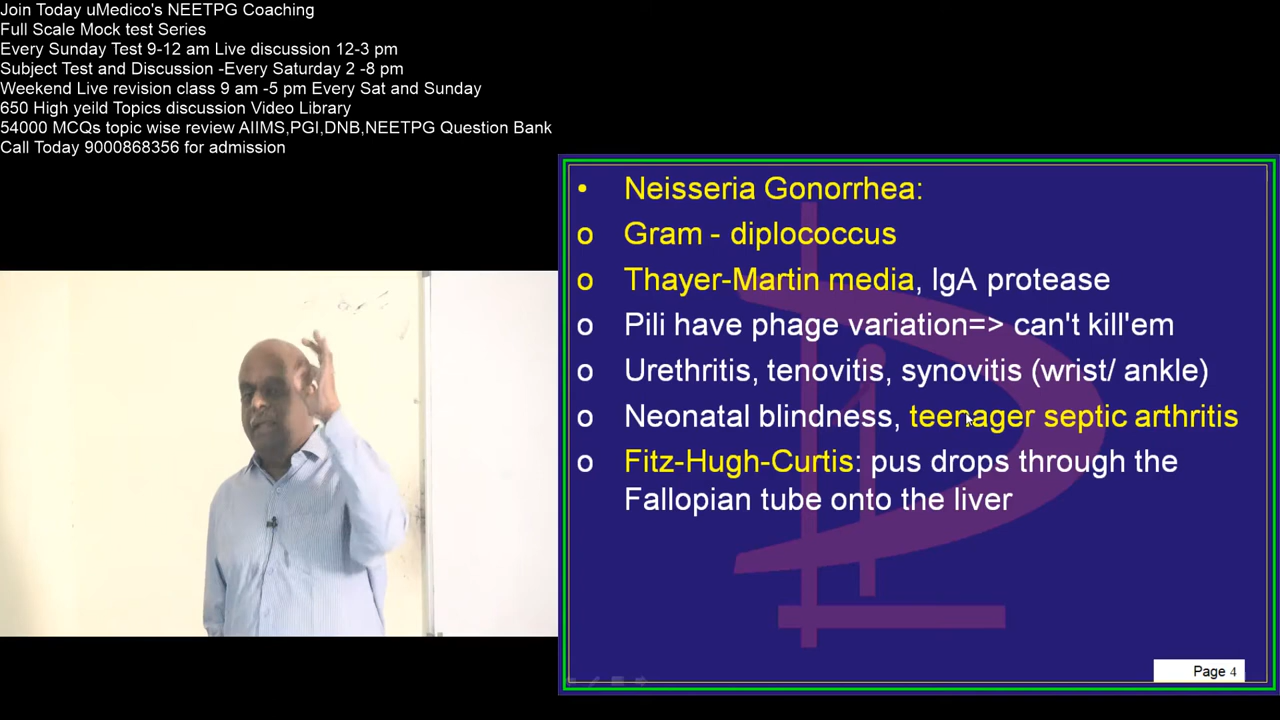 Join Today uMedico's NEETPG Coaching
Full Scale Mock test Series
Every Sunday Test 9-12 am Live discussion 12-3 pm
Subject Test and Discussion -Every Saturday 2 -8 pm
Weekend Live revision class 9 am -5 pm Every Sat and Sunday
650 High yeild Topics discussion Video Library
54000 MCQs topic wise review AIIMS,PGI,DNB,NEETPG Question Bank
Call Today 9000868356 for admission
• Neisseria Gonorrhea:
o Gram - diplococcus
o Thayer-Martin media, IgA protease
o Pili have phage variation=> can't kill'em
o Urethritis, tenovitis, synovitis (wrist/ ankle)
o Neonatal blindness, teenager septic arthritis
o Fitz-Hugh-Curtis: pus drops through the
Fallopian tube onto the liver
Page 4